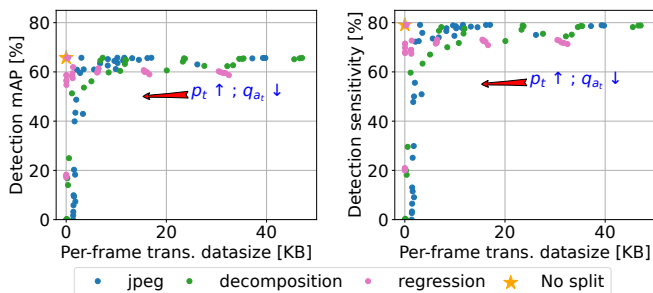 Detection mAP [%]
80
60
40
20
0
p_t ↑ ; q_{a_t} ↓
0 20 40
Per-frame trans. datasize [KB]
Detection sensitivity [%]
80
60
40
20
0
p_t ↑ ; q_{a_t} ↓
0 20 40
Per-frame trans. datasize [KB]
jpeg decomposition regression No split